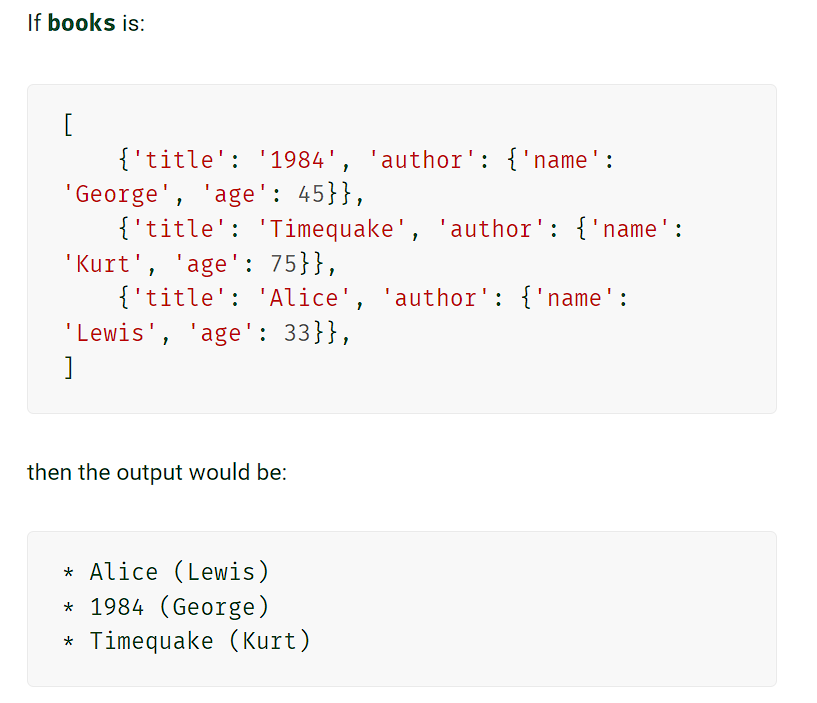 If books is:
[
    {'title': '1984', 'author': {'name':
'George', 'age': 45}},
    {'title': 'Timequake', 'author': {'name':
'Kurt', 'age': 75}},
    {'title': 'Alice', 'author': {'name':
'Lewis', 'age': 33}},
]
then the output would be:
* Alice (Lewis)
* 1984 (George)
* Timequake (Kurt)